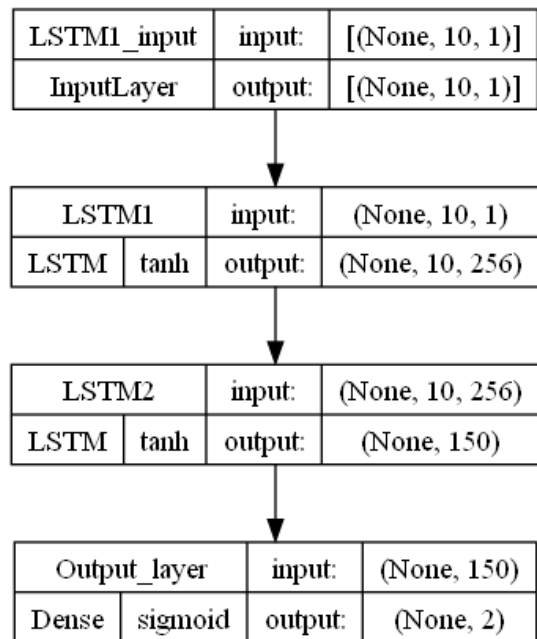 LSTM1_input input: [(None, 10, 1)]
InputLayer output: [(None, 10, 1)]
LSTM1 input: (None, 10, 1)
LSTM tanh output: (None, 10, 256)
LSTM2 input: (None, 10, 256)
LSTM tanh output: (None, 150)
Output_layer input: (None, 150)
Dense sigmoid output: (None, 2)